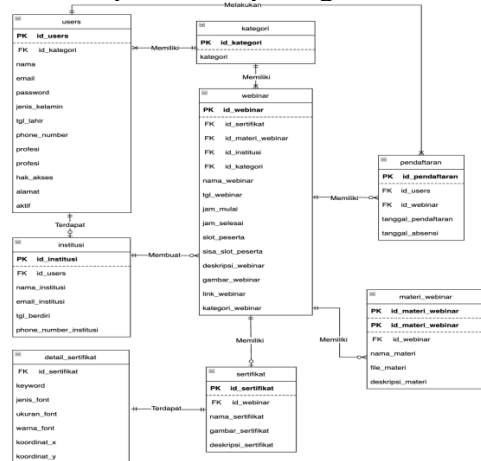 Melakukan
users
PK id_users
FK id_kategori
nama
email
password
jenis_kelamin
tgl_lahir
phone_number
profesi
profesi
hak_akses
alamat
aktif
Memiliki
kategori
PK id_kategori
kategori
Memiliki
webinar
PK id_webinar
FK id_sertifikat
FK id_materi_webinar
FK id_institusi
FK id_kategori
nama_webinar
tgl_webinar
jam_mulai
jam_selesai
slot_peserta
sisa_slot_peserta
deskripsi_webinar
gambar_webinar
link_webinar
kategori_webinar
Memiliki
pendaftaran
PK id_pendaftaran
FK id_users
FK id_webinar
tanggal_pendaftaran
tanggal_absensi
Terdapat
institusi
PK id_institusi
FK id_users
nama_institusi
email_institusi
tgl_berdiri
phone_number_institusi
Membuat
materi_webinar
PK id_materi_webinar
PK id_materi_webinar
FK id_webinar
nama_materi
file_materi
deskripsi_materi
Memiliki
Memiliki
detail_sertifikat
FK id_sertifikat
keyword
jenis_font
ukuran_font
warna_font
koordinat_x
koordinat_y
Terdapat
sertifikat
PK id_sertifikat
FK id_webinar
nama_sertifikat
gambar_sertifikat
deskripsi_sertifikat